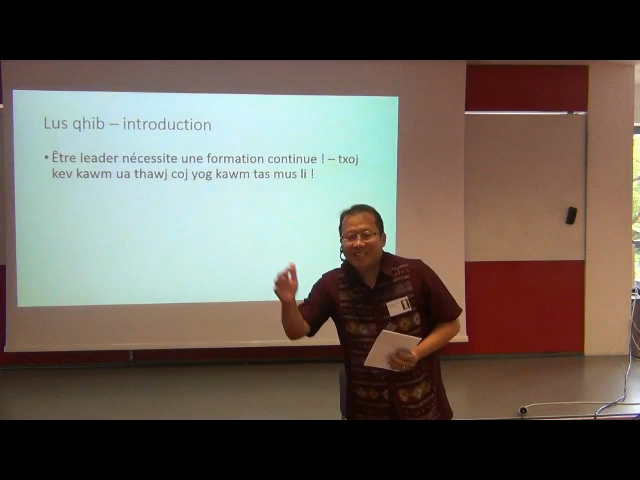 Lus qhib – introduction
• Être leader nécessite une formation continue ! – txoj
kev kawm ua thawj coj yog kawm tas mus li !